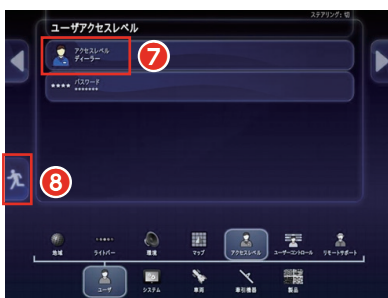 ステアリング: 切
ユーザアクセスレベル
アクセスレベル
ディーラー
7
**** パスワード
*******
8
地域 ライトバー 環境 マップ アクセスレベル ユーザーコントロール リモートサポート
ユーザ システム 車両 牽引機器 製品